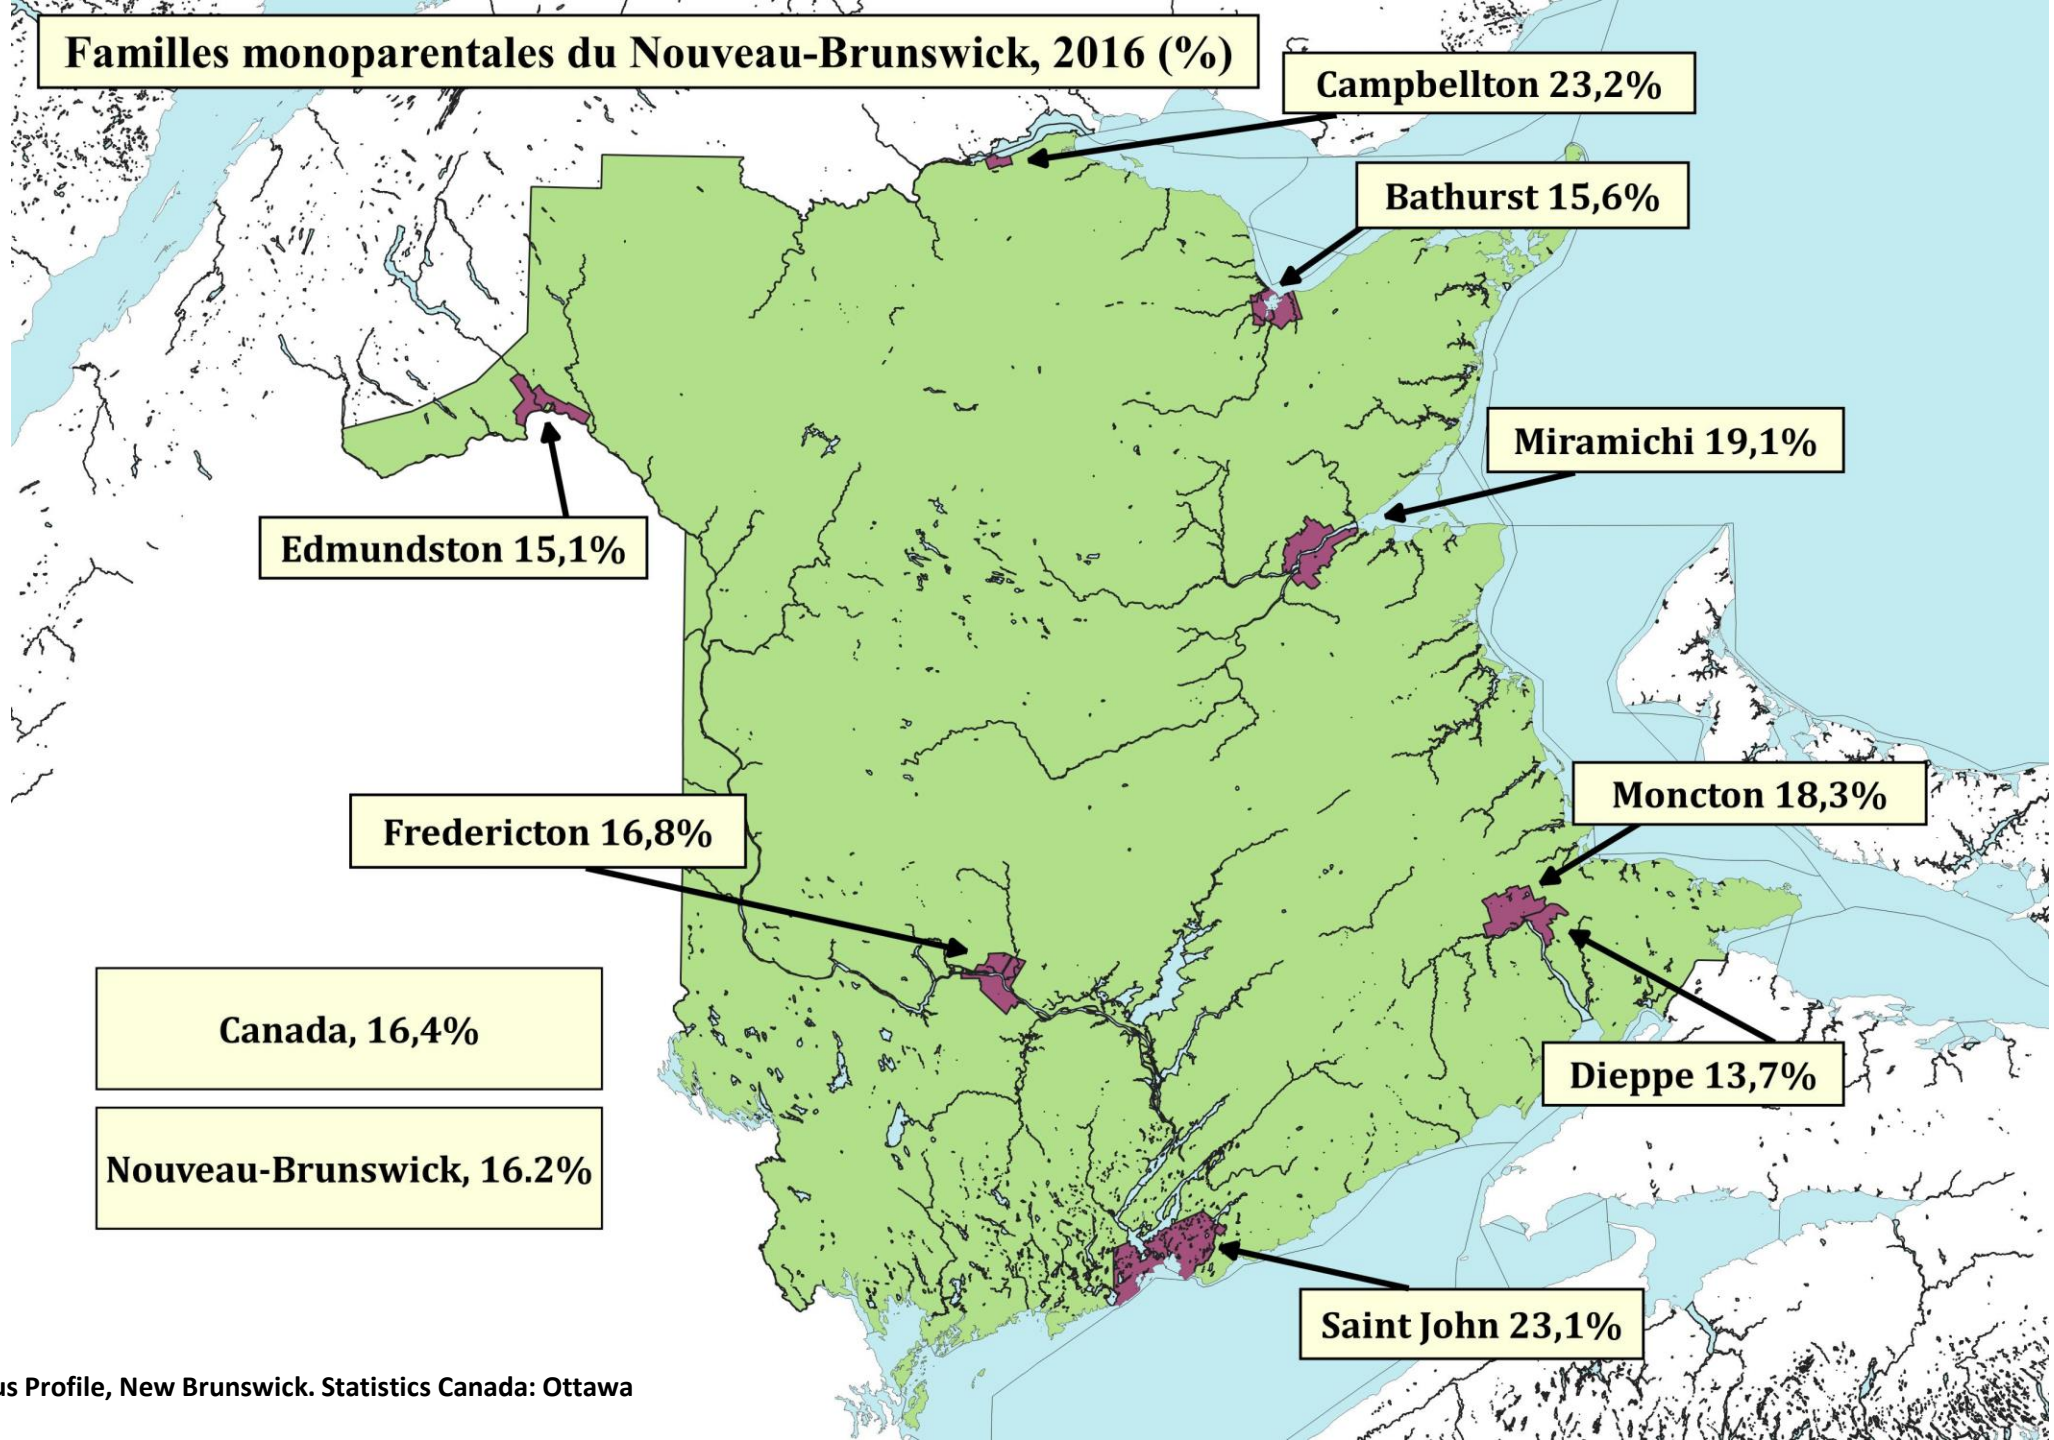 Familles monoparentales du Nouveau-Brunswick, 2016 (%)
Campbellton 23,2%
Bathurst 15,6%
Miramichi 19,1%
Edmundston 15,1%
Moncton 18,3%
Fredericton 16,8%
Canada, 16,4%
Dieppe 13,7%
Nouveau-Brunswick, 16.2%
Saint John 23,1%
Profile, New Brunswick. Statistics Canada: Ottawa